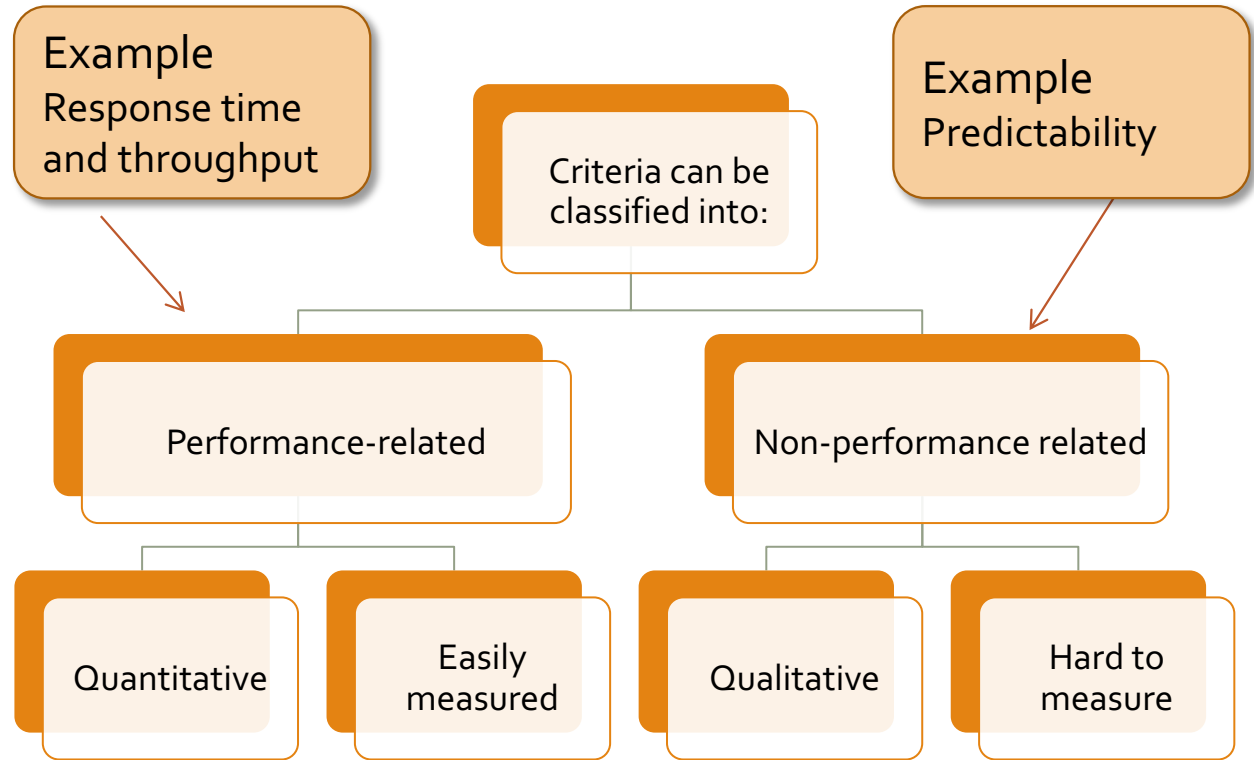 Example
Response time
and throughput
Example
Predictability
Criteria can be
classified into:
Performance-related
Non-performance related
Quantitative
Easily
measured
Qualitative
Hard to
measure